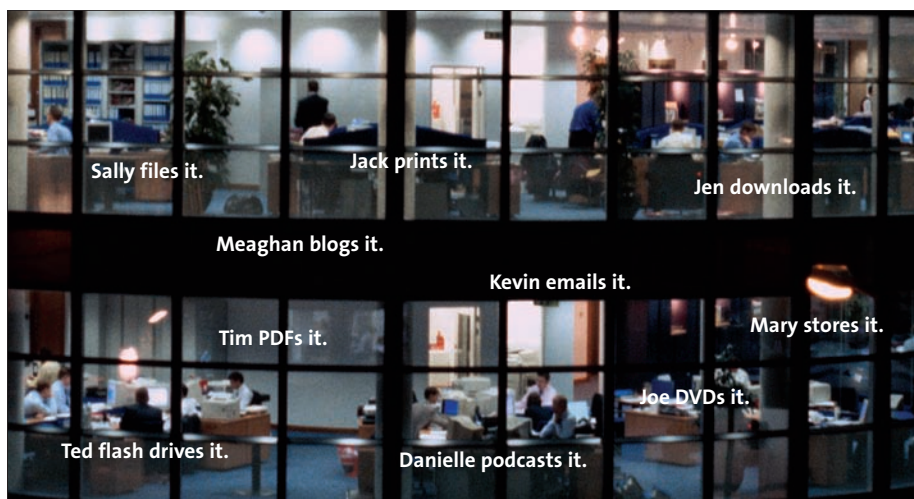 Sally files it.
Jack prints it.
Jen downloads it.
Meaghan blogs it.
Kevin emails it.
Tim PDFs it.
Mary stores it.
Joe DVDs it.
Ted flash drives it.
Danielle podcasts it.